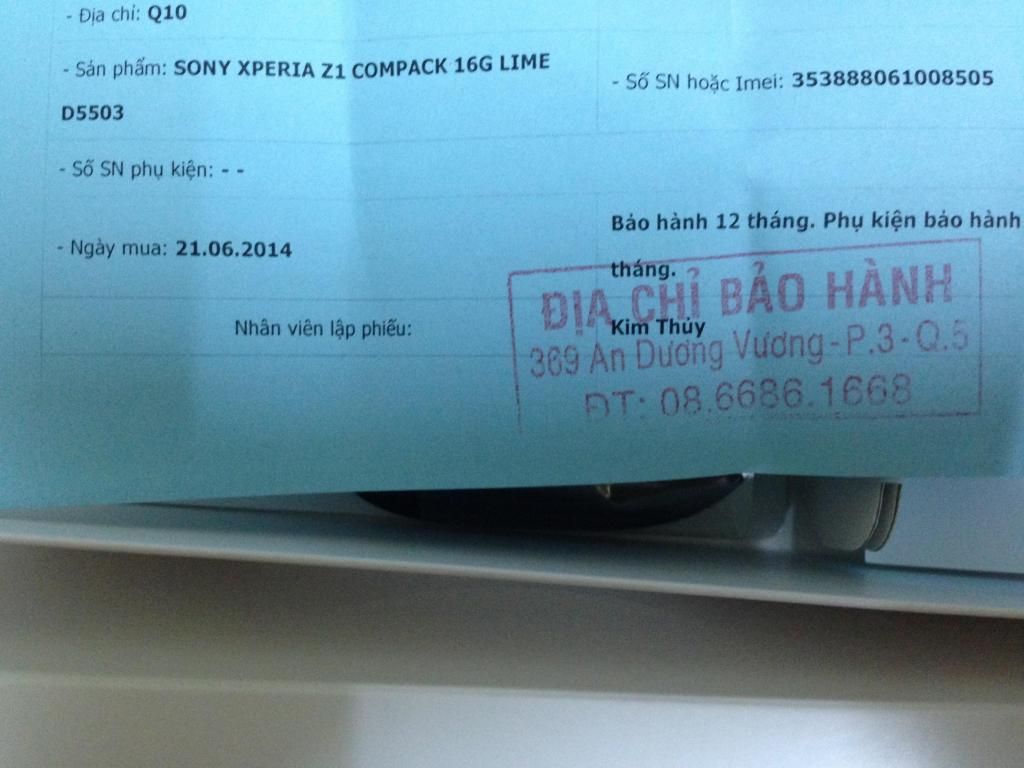 - Địa chỉ: Q10
- Sản phẩm: SONY XPERIA Z1 COMPACK 16G LIME
D5503
- Số SN hoặc Imei: 353888061008505
- Số SN phụ kiện: - -
- Ngày mua: 21.06.2014
Bảo hành 12 tháng. Phụ kiện bảo hành
tháng.
Nhân viên lập phiếu:
Kim Thủy
ĐỊA CHỈ BẢO HÀNH
369 An Dương Vương - P.3 - Q.5
ĐT: 08.6686.1668